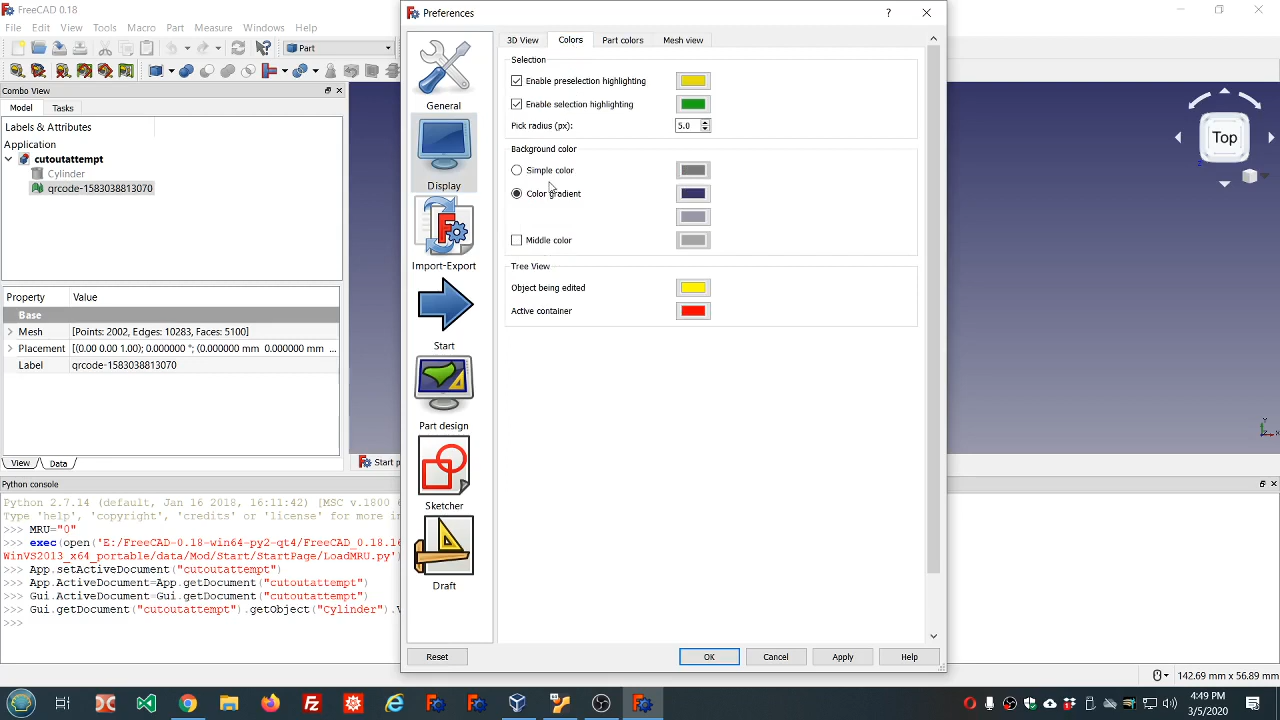 FreeCAD 0.18
File Edit View Tools Macro Part Measure Windows Help
Part
Combo View
Model Tasks
Labels & Attributes
Application
cutoutattempt
Cylinder
qrcode-1583038813070
Property Value
Base
Mesh [Points: 2002, Edges: 10283, Faces: 5100]
Placement [(0.00 0.00 1.00); 0.000000 °; (0.000000 mm 0.000000 mm ...
Label qrcode-1583038813070
View Data
Start p
Python console
Python 2.7.14 (default, Jan 16 2018, 16:11:42) [MSC v.1800 6
Type 'help', 'copyright', 'credits' or 'license' for more in
>>> MRU="0"
>>> exec(open('E:/FreeCAD-0.18-win64-py2-qt4/FreeCAD_0.18.16
WinVS2013_x64_portable/data/Mod/Start/StartPage/LoadMRU.py')
>>> App.setActiveDocument("cutoutattempt")
>>> App.ActiveDocument=App.getDocument("cutoutattempt")
>>> Gui.ActiveDocument=Gui.getDocument("cutoutattempt")
>>> Gui.getDocument("cutoutattempt").getObject("Cylinder").V
>>>
Preferences
?
General
Display
Import-Export
Start
Part design
Sketcher
Draft
3D View Colors Part colors Mesh view
Selection
Enable preselection highlighting
Enable selection highlighting
Pick radius (px): 5.0
Background color
Simple color
Color gradient
Middle color
Tree View
Object being edited
Active container
Reset OK Cancel Apply Help
Top
142.69 mm x 56.89 mm
4:49 PM
3/5/2020